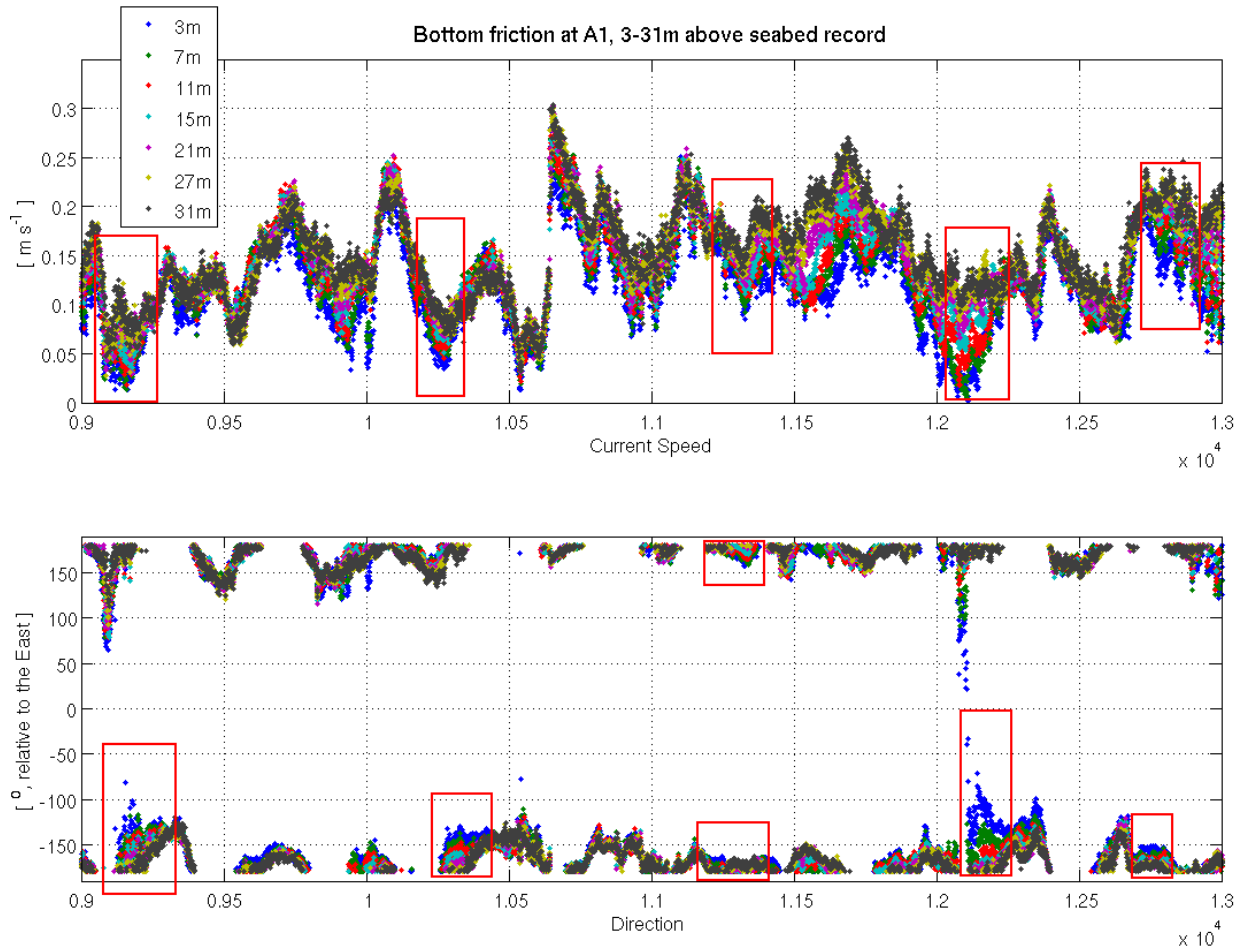 Bottom friction at A1, 3-31m above seabed record
3m
7m
11m
15m
21m
27m
31m
[ m s⁻¹ ]
0.3
0.25
0.2
0.15
0.1
0.05
0
0.9 0.95 1 1.05 1.1 1.15 1.2 1.25 1.3
Current Speed
x 10⁴
[ °, relative to the East ]
150
100
50
0
-50
-100
-150
0.9 0.95 1 1.05 1.1 1.15 1.2 1.25 1.3
Direction
x 10⁴